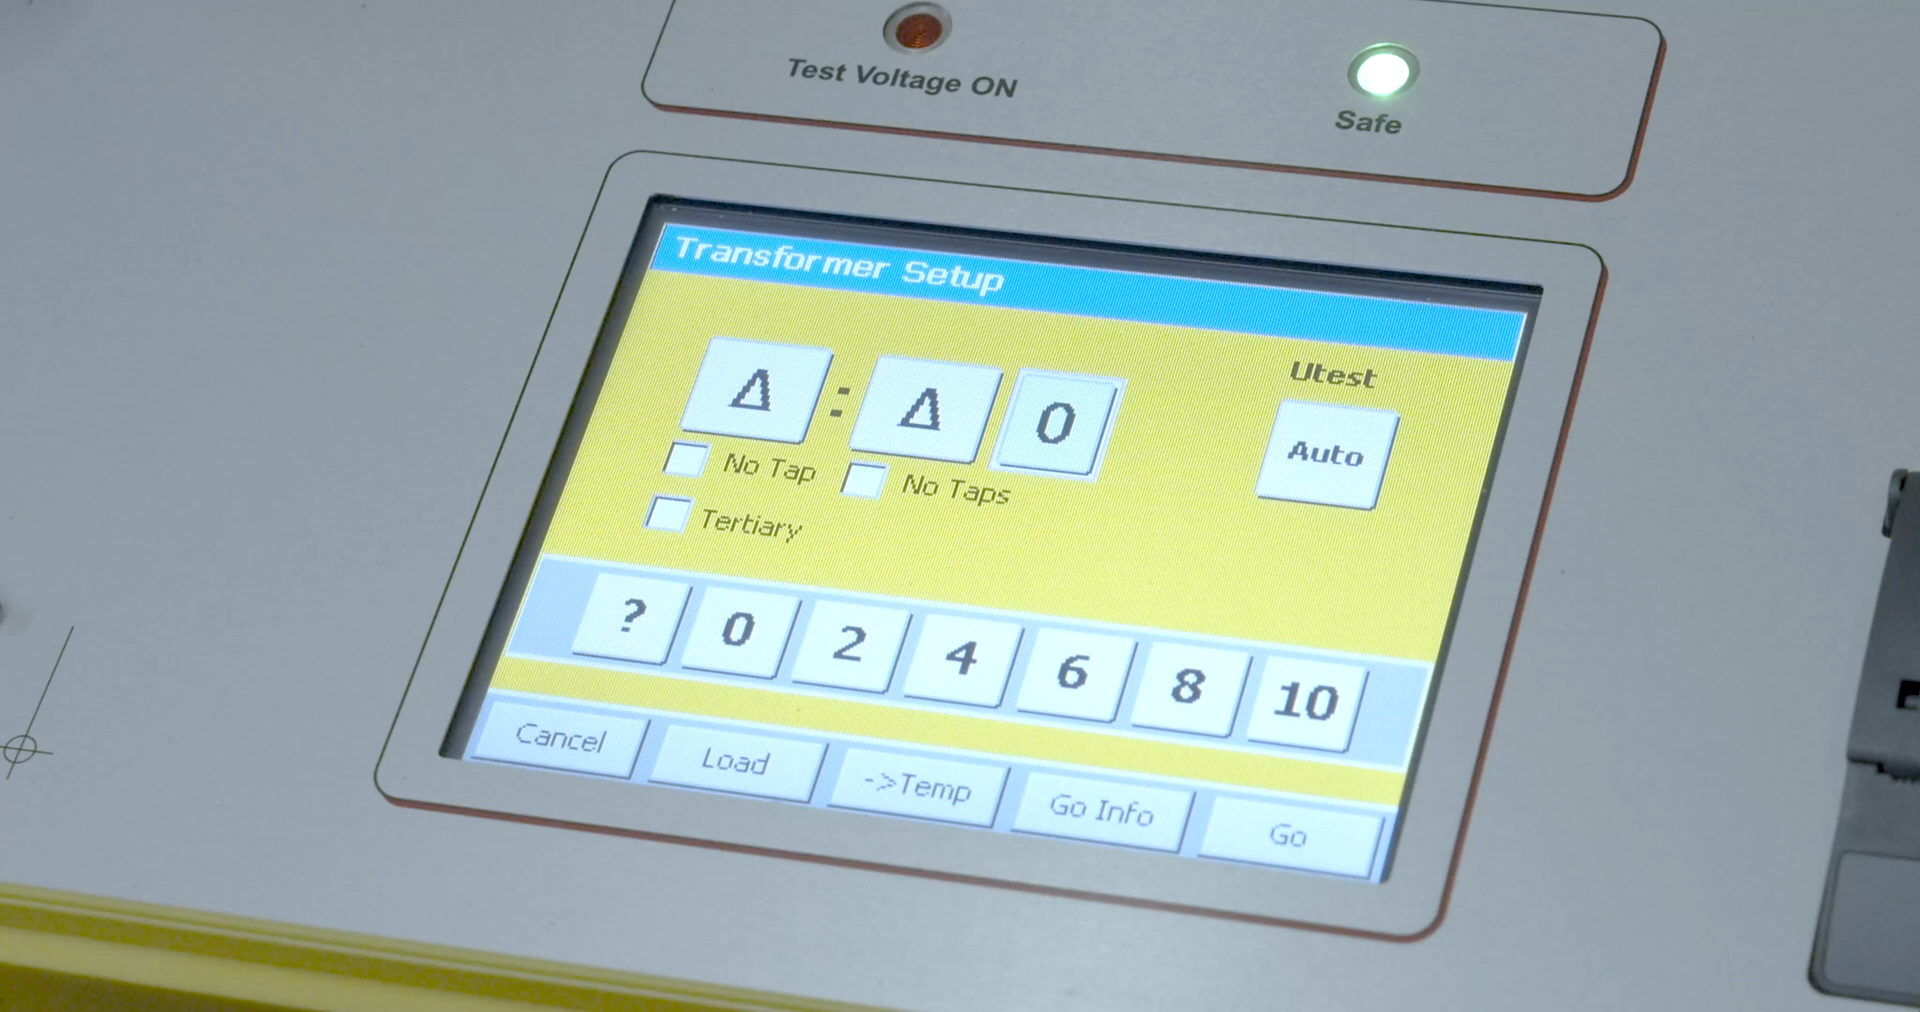 Test Voltage ON
Safe
Transformer Setup
Utest
Δ : Δ 0
Auto
No Tap
No Taps
Tertiary
? 0 2 4 6 8 10
Cancel Load ->Temp Go Info Go